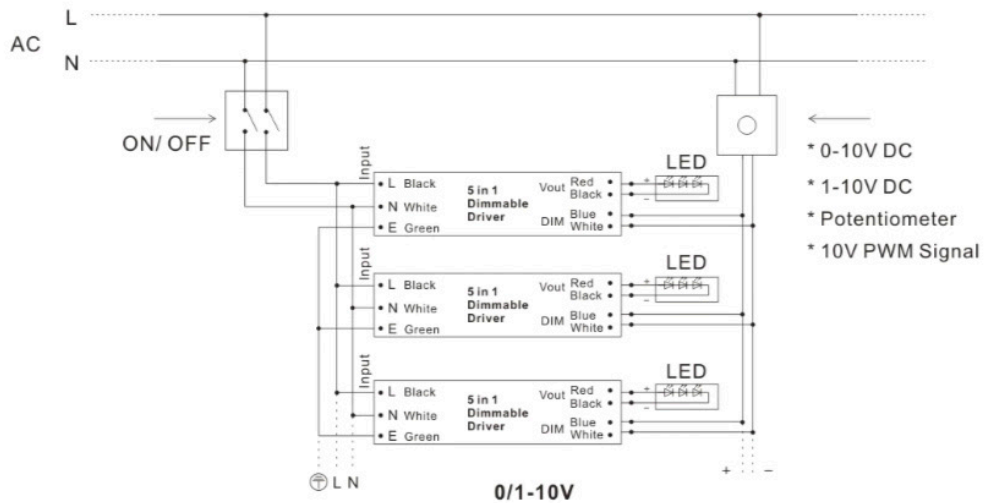 L
AC
N
ON/ OFF
* 0-10V DC
* 1-10V DC
* Potentiometer
* 10V PWM Signal
Input
L Black
N White
E Green
5 in 1
Dimmable
Driver
Vout Red
Black
DIM Blue
White
LED
+
−
Input
L Black
N White
E Green
5 in 1
Dimmable
Driver
Vout Red
Black
DIM Blue
White
LED
+
−
Input
L Black
N White
E Green
5 in 1
Dimmable
Driver
Vout Red
Black
DIM Blue
White
LED
+
−
L N
+ −
0/1-10V